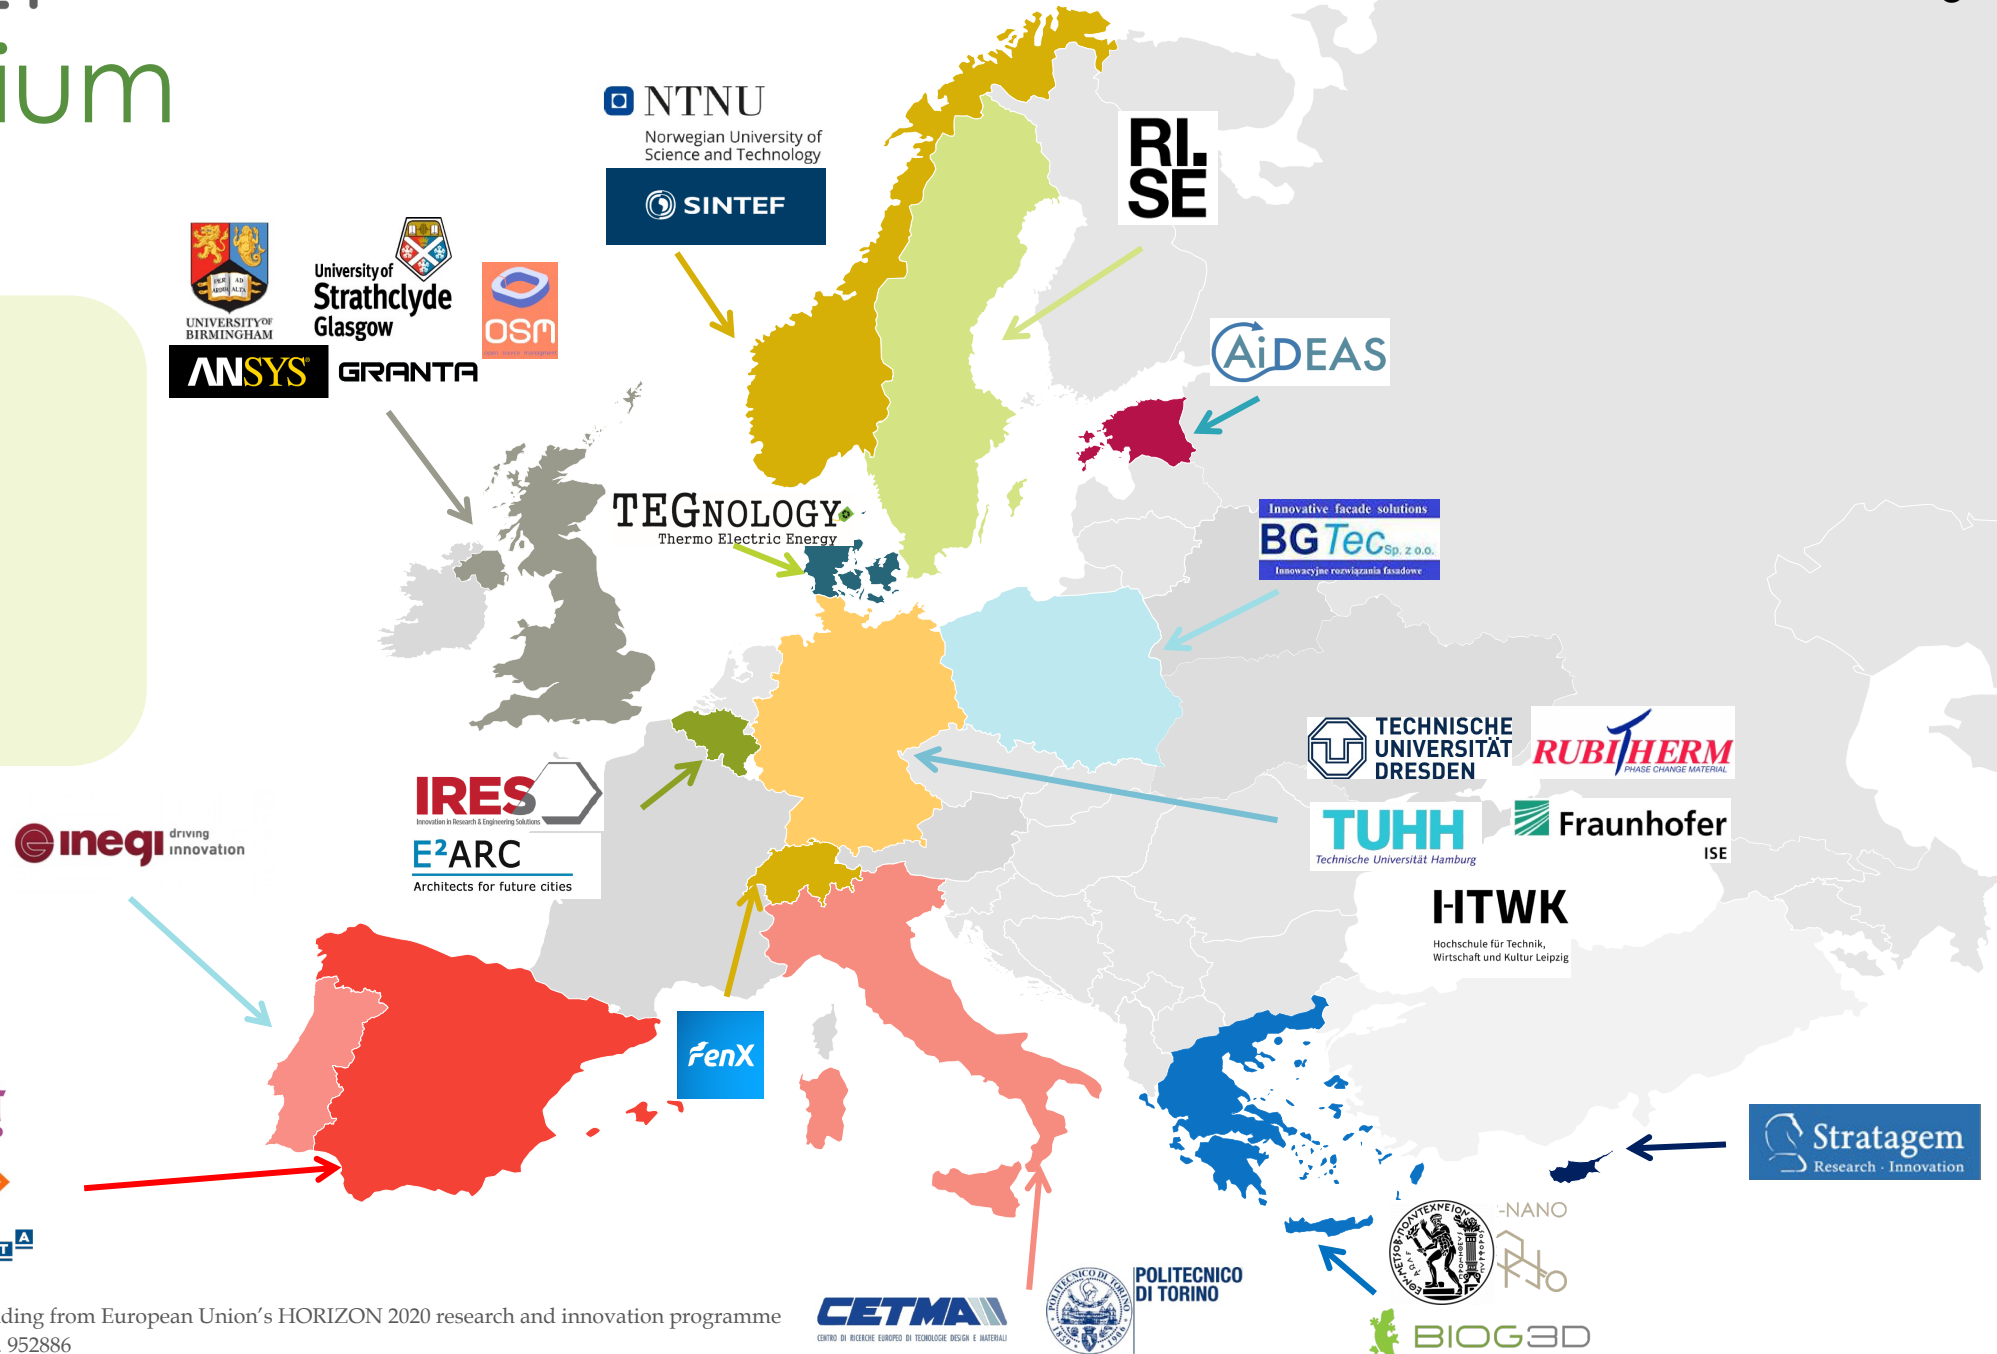 ium
NTNU
Norwegian University of
Science and Technology
SINTEF
RI.
SE
UNIVERSITY OF
BIRMINGHAM
University of
Strathclyde
Glasgow
OSM
ANSYS
GRANTA
AiDEAS
TEGNOLOGY
Thermo Electric Energy
Innovative facade solutions
BG Tec Sp. z o.o.
Innowacyjne rozwiązania fasadowe
TECHNISCHE
UNIVERSITÄT
DRESDEN
RUBITHERM
PHASE CHANGE MATERIAL
IRES
Innovation in Research & Engineering Solutions
E²ARC
Architects for future cities
inegi driving
innovation
TUHH
Technische Universität Hamburg
Fraunhofer
ISE
HTWK
Hochschule für Technik,
Wirtschaft und Kultur Leipzig
FenX
Stratagem
Research · Innovation
-NANO
CETMA
CENTRO DI RICERCHE EUROPEO DI TECNOLOGIE DESIGN E MATERIALI
POLITECNICO
DI TORINO
BIOG3D
ding from European Union's HORIZON 2020 research and innovation programme
. 952886